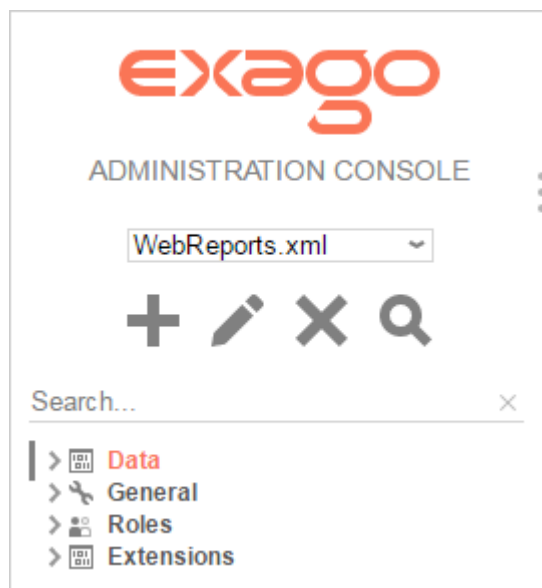 exago
ADMINISTRATION CONSOLE
WebReports.xml
Search...
Data
General
Roles
Extensions